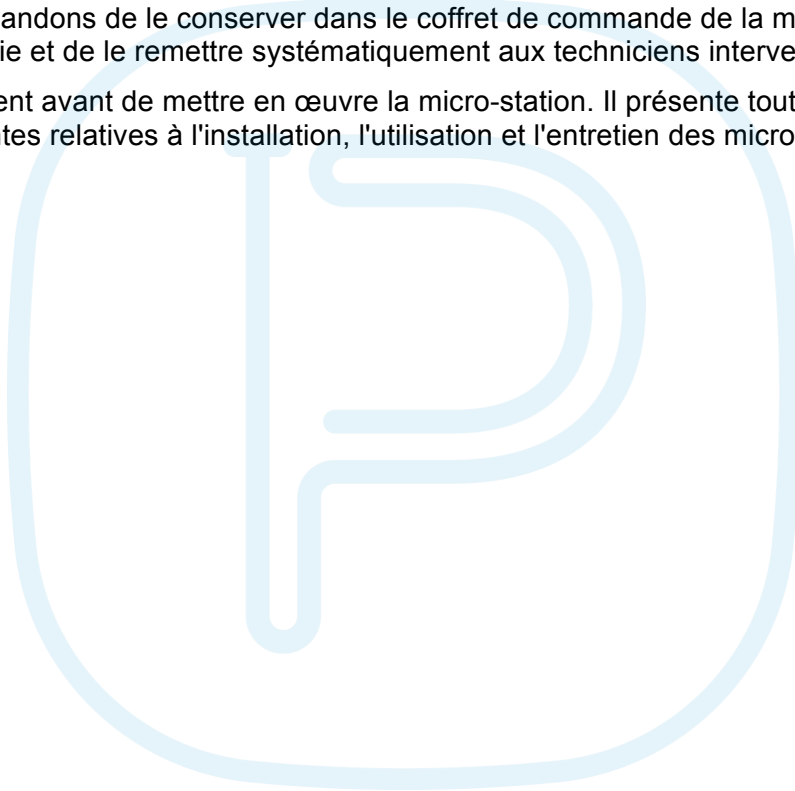 andons de le conserver dans le coffret de commande de la m
ie et de le remettre systématiquement aux techniciens interve
ent avant de mettre en œuvre la micro-station. Il présente tout
tes relatives à l'installation, l'utilisation et l'entretien des micro